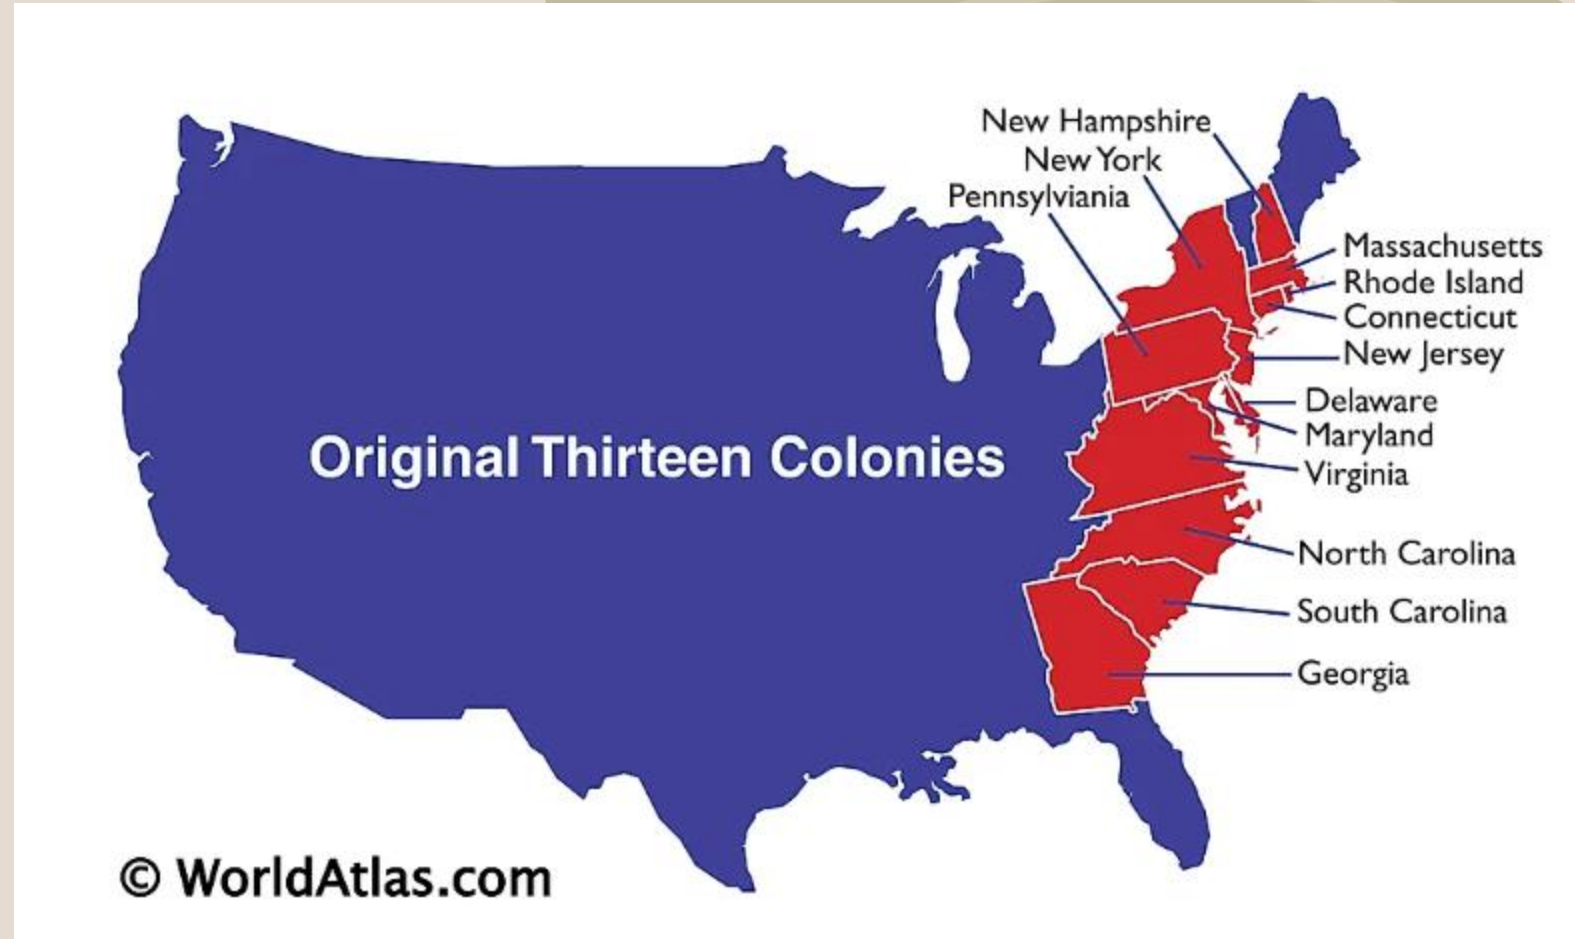 New Hampshire
New York
Pennsylviania
Massachusetts
Rhode Island
Connecticut
New Jersey
Delaware
Maryland
Original Thirteen Colonies
Virginia
North Carolina
South Carolina
Georgia
© WorldAtlas.com